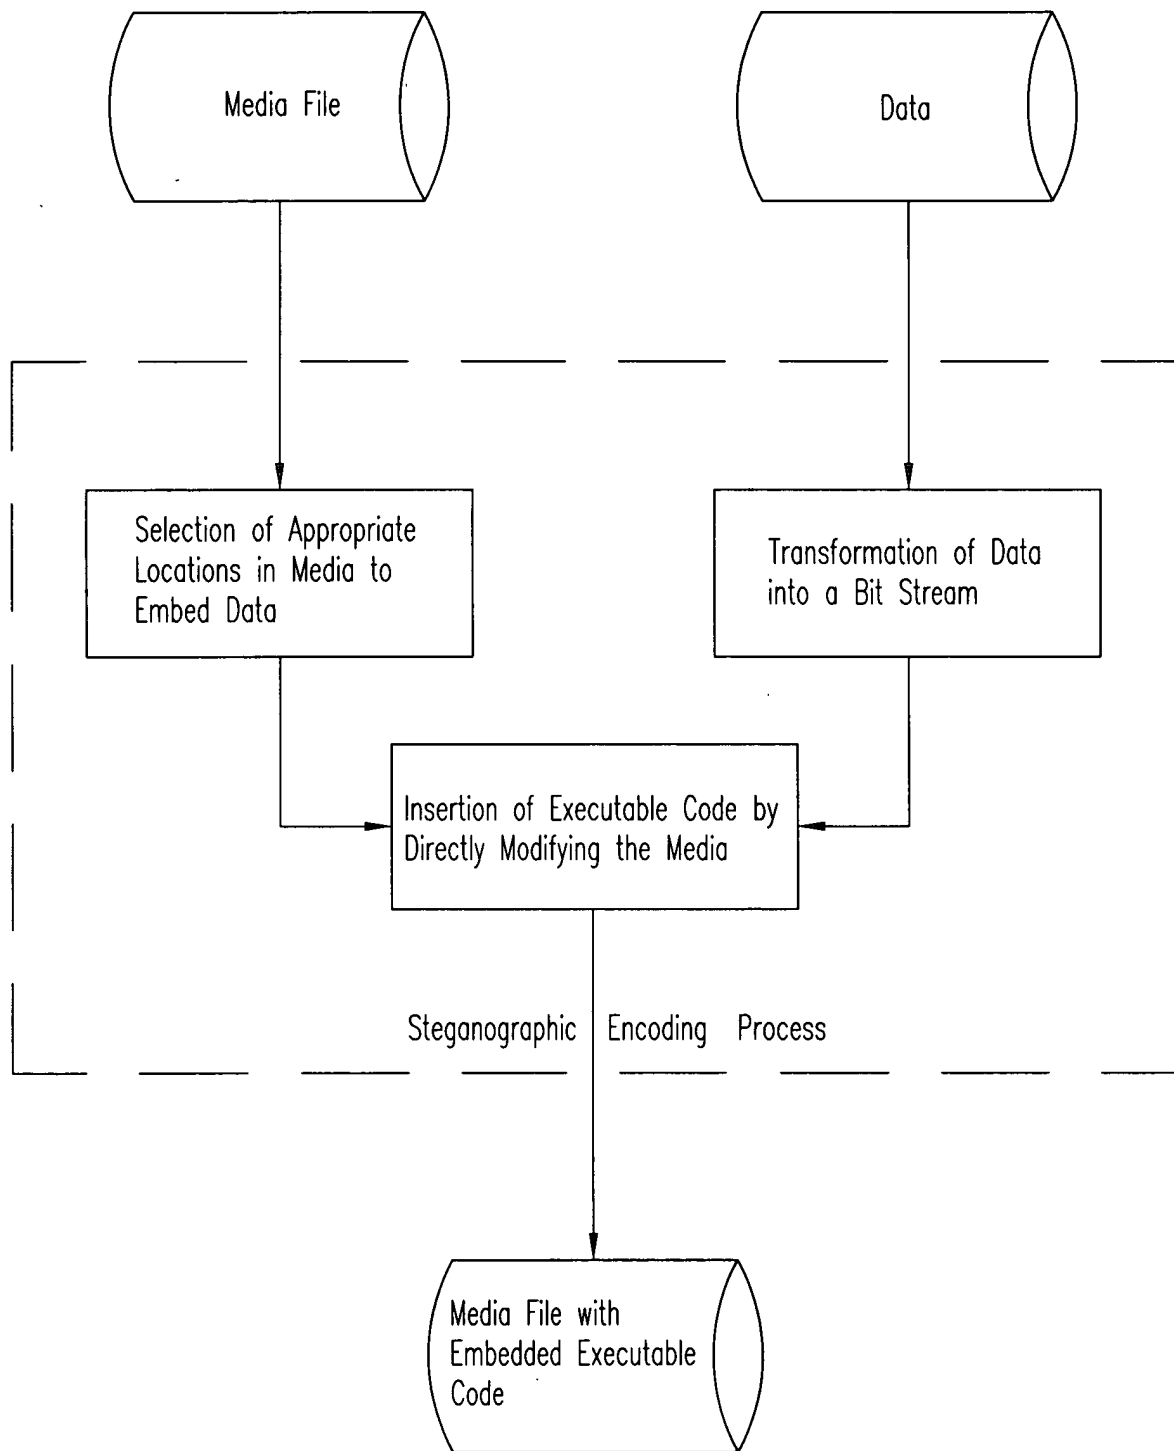 Media File
Data
Selection of Appropriate
Locations in Media to
Embed Data
Transformation of Data
into a Bit Stream
Insertion of Executable Code by
Directly Modifying the Media
Steganographic Encoding Process
Media File with
Embedded Executable
Code